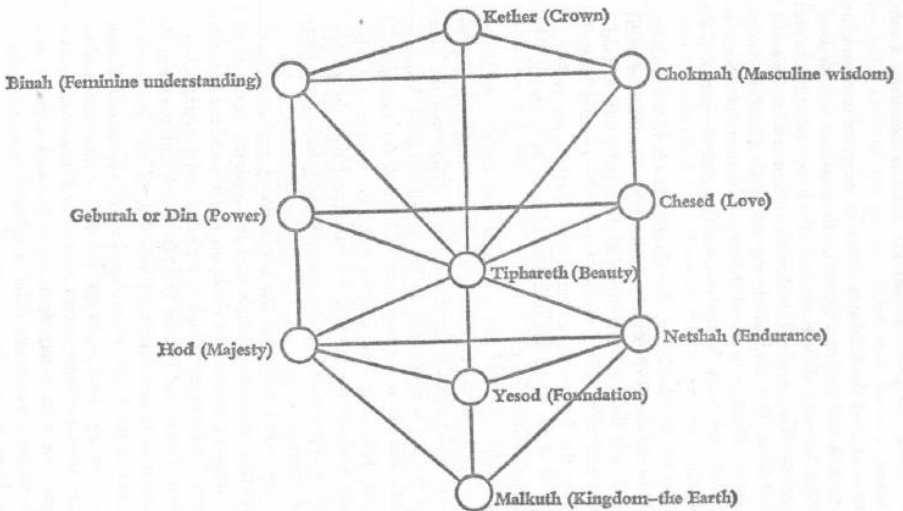 Kether (Crown)
Binah (Feminine understanding)
Chokmah (Masculine wisdom)
Geburah or Din (Power)
Chesed (Love)
Tiphareth (Beauty)
Hod (Majesty)
Netshah (Endurance)
Yesod (Foundation)
Malkuth (Kingdom–the Earth)